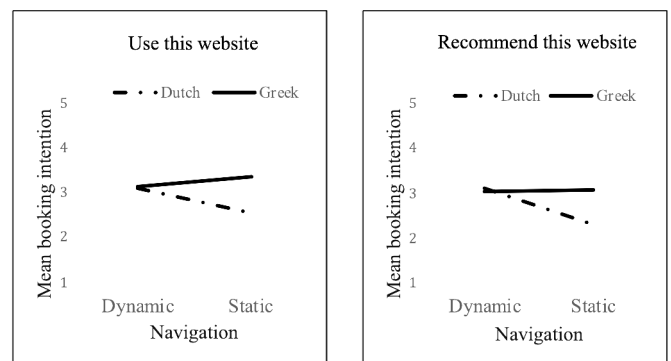 Use this website
Dutch Greek
Mean booking intention
5
4
3
2
1
Dynamic Static
Navigation
Recommend this website
Dutch Greek
Mean booking intention
5
4
3
2
1
Dynamic Static
Navigation